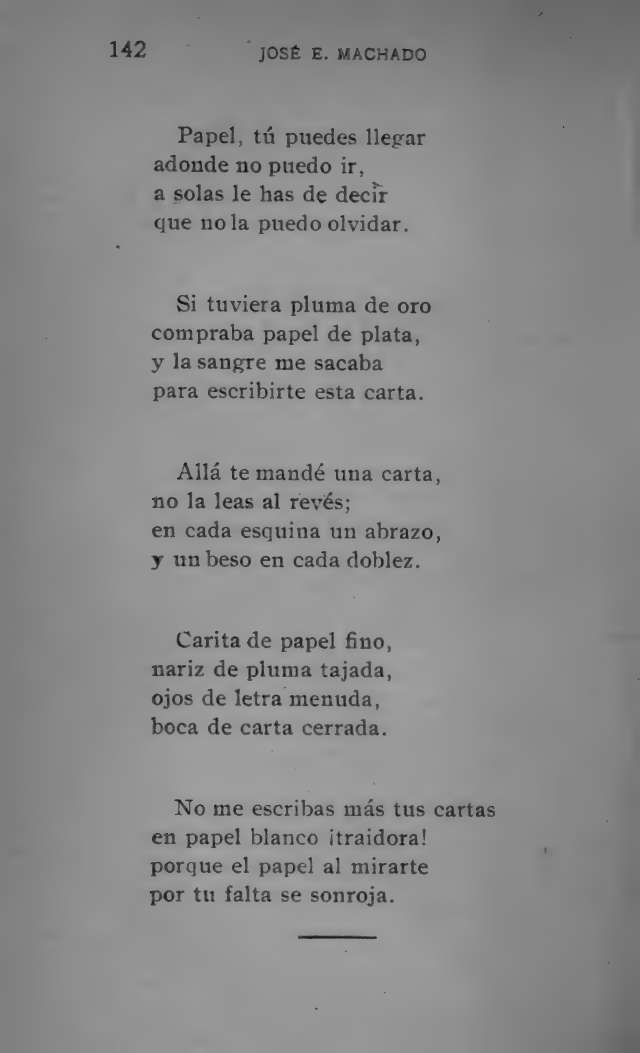 142 JOSÉ E. MACHADO
Papel, tú puedes llegar
adonde no puedo ir,
a solas le has de decir
que no la puedo olvidar.
Si tuviera pluma de oro
compraba papel de plata,
y la sangre me sacaba
para escribirte esta carta.
Allá te mandé una carta,
no la leas al revés;
en cada esquina un abrazo,
y un beso en cada doblez.
Carita de papel fino,
nariz de pluma tajada,
ojos de letra menuda,
boca de carta cerrada.
No me escribas más tus cartas
en papel blanco ¡traidora!
porque el papel al mirarte
por tu falta se sonroja.